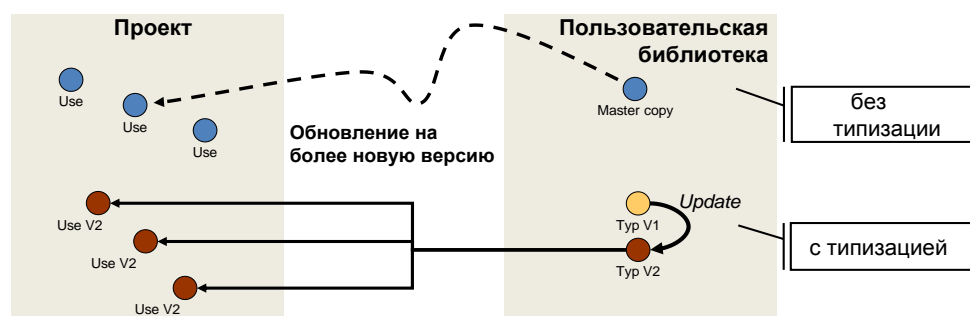 Проект
Пользовательская
библиотека
Use
Use
Use
Master copy
без
типизации
Обновление на
более новую версию
Use V2
Use V2
Use V2
Typ V1
Update
Typ V2
с типизацией